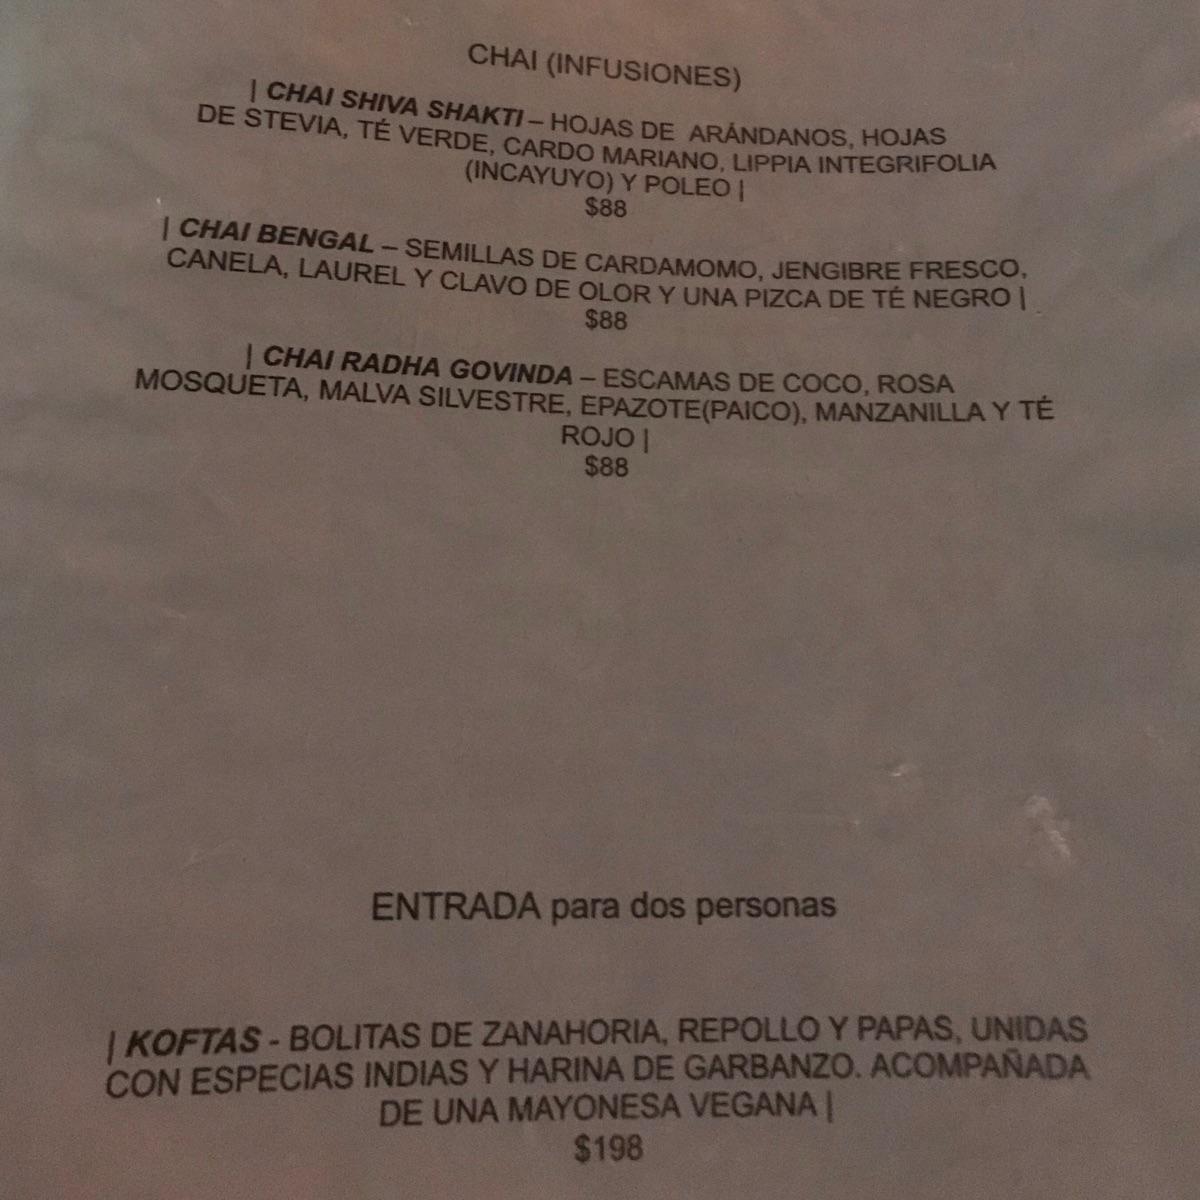 CHAI (INFUSIONES)
| CHAI SHIVA SHAKTI – HOJAS DE ARÁNDANOS, HOJAS
DE STEVIA, TÉ VERDE, CARDO MARIANO, LIPPIA INTEGRIFOLIA
(INCAYUYO) Y POLEO |
$88
| CHAI BENGAL – SEMILLAS DE CARDAMOMO, JENGIBRE FRESCO,
CANELA, LAUREL Y CLAVO DE OLOR Y UNA PIZCA DE TÉ NEGRO |
$88
| CHAI RADHA GOVINDA – ESCAMAS DE COCO, ROSA
MOSQUETA, MALVA SILVESTRE, EPAZOTE(PAICO), MANZANILLA Y TÉ
ROJO |
$88
ENTRADA para dos personas
| KOFTAS - BOLITAS DE ZANAHORIA, REPOLLO Y PAPAS, UNIDAS
CON ESPECIAS INDIAS Y HARINA DE GARBANZO. ACOMPAÑADA
DE UNA MAYONESA VEGANA |
$198